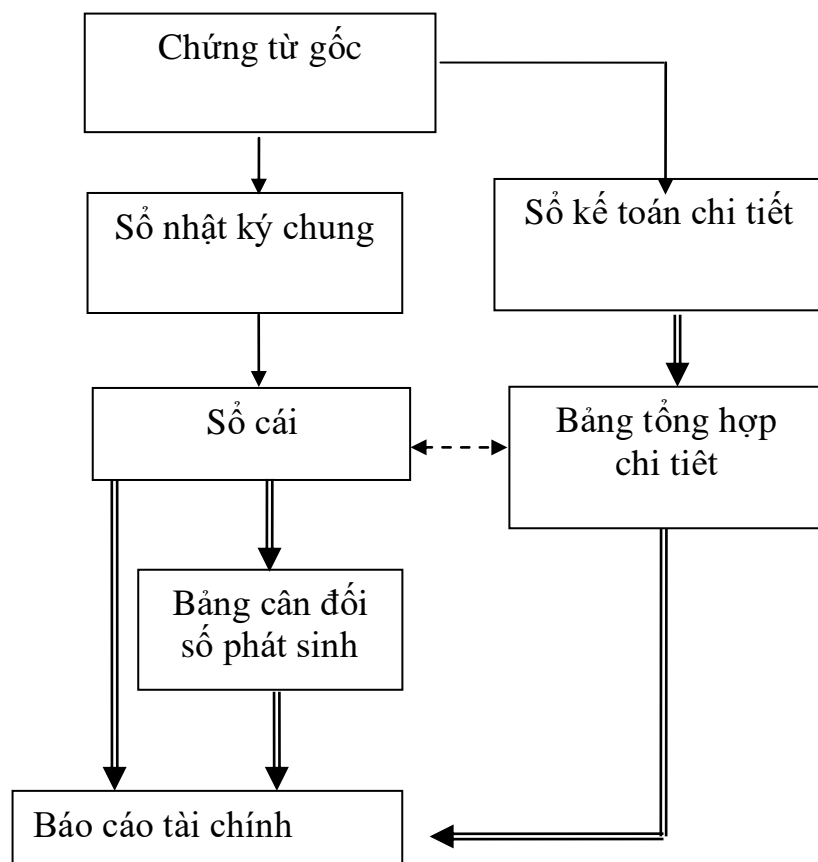 Chứng từ gốc
Sổ nhật ký chung
Sổ kế toán chi tiết
Sổ cái
Bảng tổng hợp
chi tiêt
Bảng cân đối
số phát sinh
Báo cáo tài chính